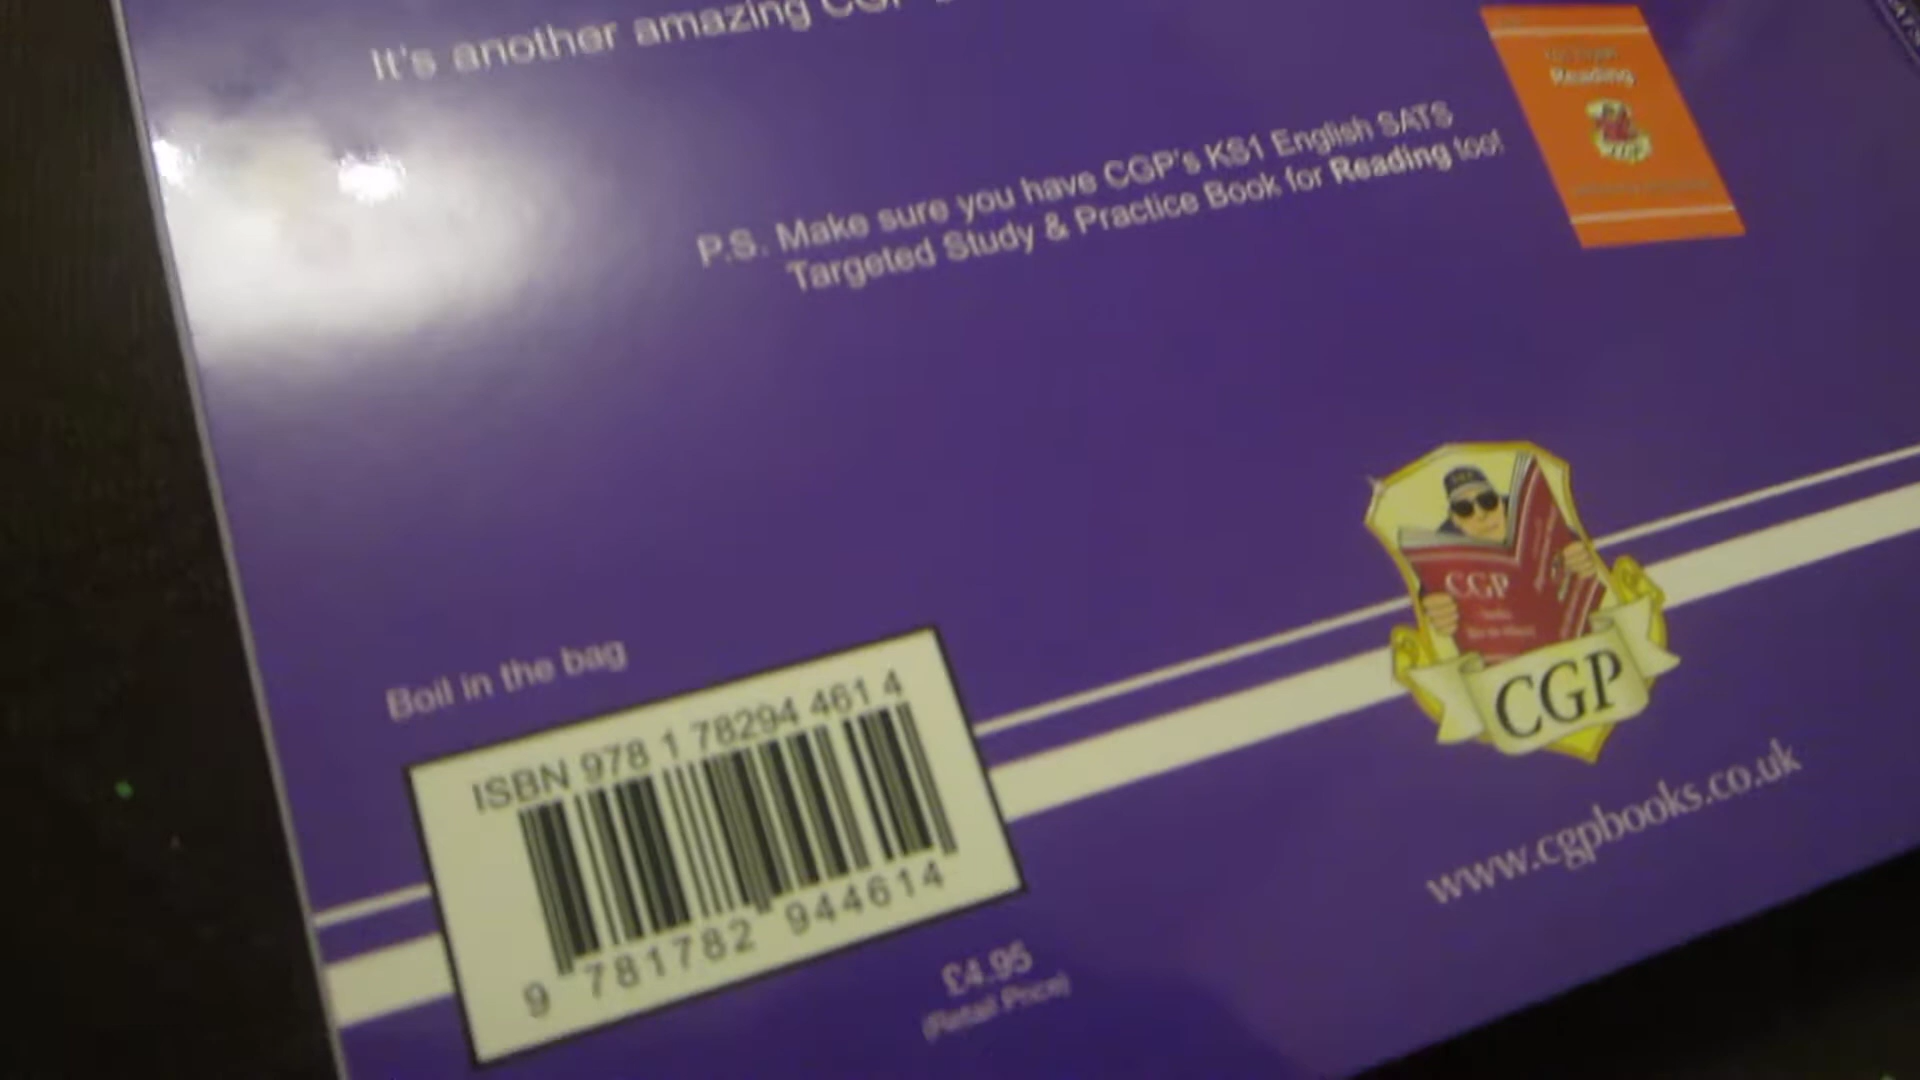 It's another amazing CGP
P.S. Make sure you have CGP's KS1 English SATS
Targeted Study & Practice Book for Reading too!
Reading
CGP
CGP
CGP
www.cgpbooks.co.uk
Boil in the bag
ISBN 978 1 78294 461 4
9 781782 944614
£4.95
(Retail Price)